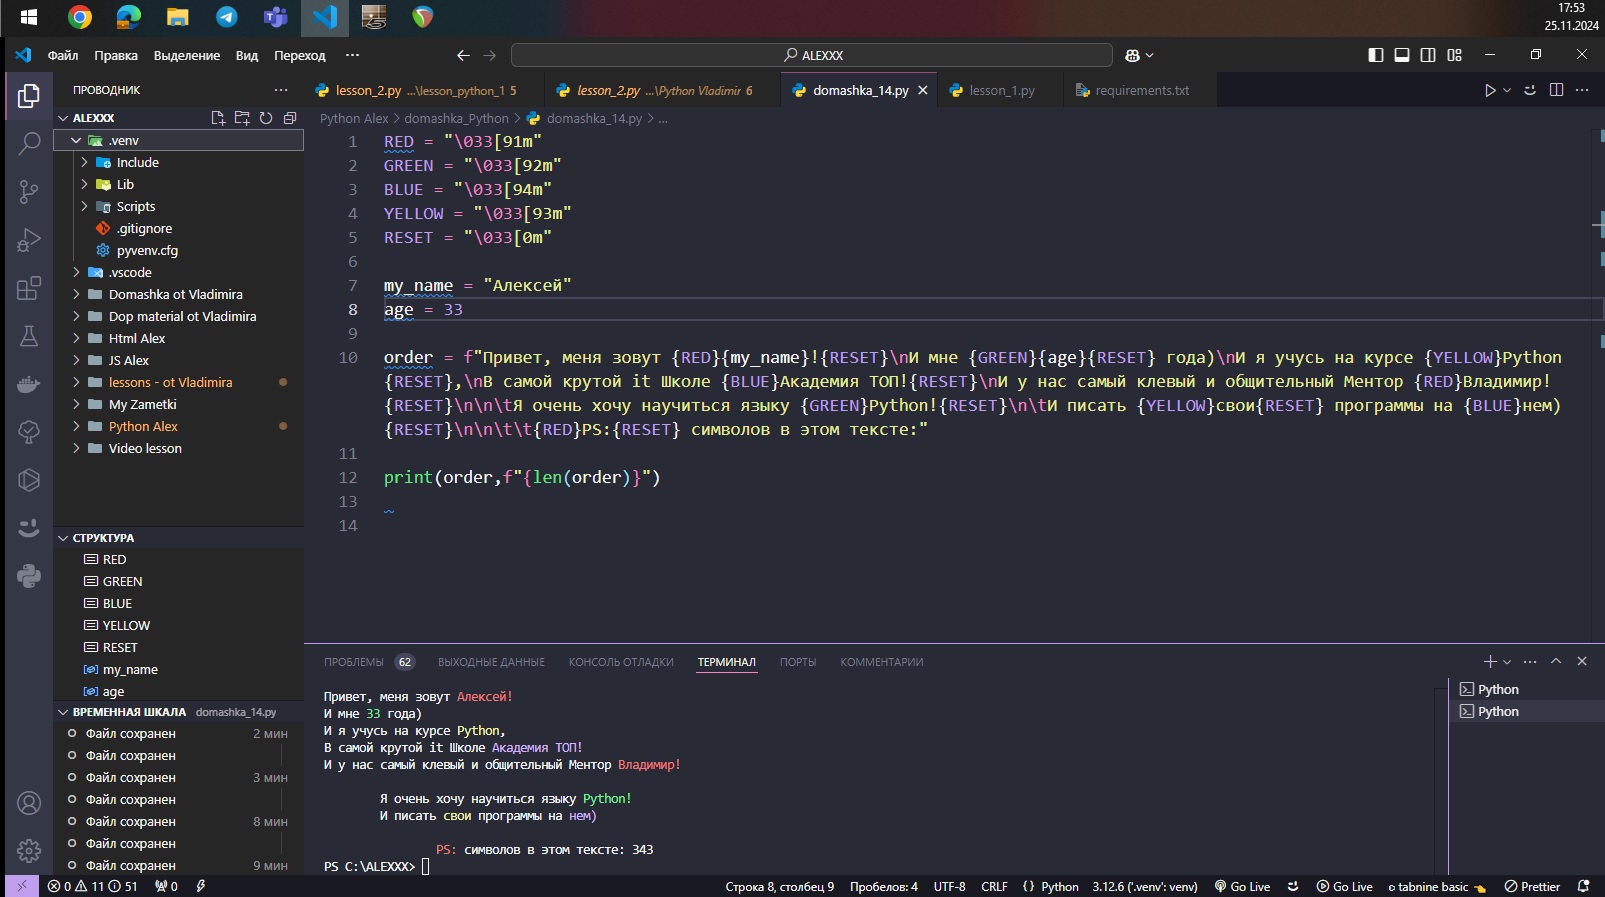 17:53
25.11.2024
Файл Правка Выделение Вид Переход ··· ALEXXX
ПРОВОДНИК ···
lesson_2.py ...\lesson_python_1 5 lesson_2.py ...\Python Vladimir 6 domashka_14.py lesson_1.py requirements.txt
ALEXXX
.venv
Include
Lib
Scripts
.gitignore
pyvenv.cfg
.vscode
Domashka ot Vladimira
Dop material ot Vladimira
Html Alex
JS Alex
lessons - ot Vladimira
My Zametki
Python Alex
Video lesson
СТРУКТУРА
RED
GREEN
BLUE
YELLOW
RESET
my_name
age
ВРЕМЕННАЯ ШКАЛА domashka_14.py
Файл сохранен 2 мин
Файл сохранен
Файл сохранен 3 мин
Файл сохранен
Файл сохранен 8 мин
Файл сохранен
Файл сохранен 9 мин
Python Alex > domashka_Python > domashka_14.py > ...
1 RED = "\033[91m"
2 GREEN = "\033[92m"
3 BLUE = "\033[94m"
4 YELLOW = "\033[93m"
5 RESET = "\033[0m"
6
7 my_name = "Алексей"
8 age = 33
9
10 order = f"Привет, меня зовут {RED}{my_name}!{RESET}\nИ мне {GREEN}{age}{RESET} года)\nИ я учусь на курсе {YELLOW}Python
{RESET},\nВ самой крутой it Школе {BLUE}Академия ТОП!{RESET}\nИ у нас самый клевый и общительный Ментор {RED}Владимир!
{RESET}\n\n\tЯ очень хочу научиться языку {GREEN}Python!{RESET}\n\tИ писать {YELLOW}свои{RESET} программы на {BLUE}нем)
{RESET}\n\n\t\t{RED}PS:{RESET} символов в этом тексте:"
11
12 print(order,f"{len(order)}")
13
14
ПРОБЛЕМЫ 62 ВЫХОДНЫЕ ДАННЫЕ КОНСОЛЬ ОТЛАДКИ ТЕРМИНАЛ ПОРТЫ КОММЕНТАРИИ
Привет, меня зовут Алексей!
И мне 33 года)
И я учусь на курсе Python,
В самой крутой it Школе Академия ТОП!
И у нас самый клевый и общительный Ментор Владимир!
Я очень хочу научиться языку Python!
И писать свои программы на нем)
PS: символов в этом тексте: 343
PS C:\ALEXXX>
Python
Python
0 11 51 0 Строка 8, столбец 9 Пробелов: 4 UTF-8 CRLF {} Python 3.12.6 ('.venv': venv) Go Live Go Live tabnine basic Prettier